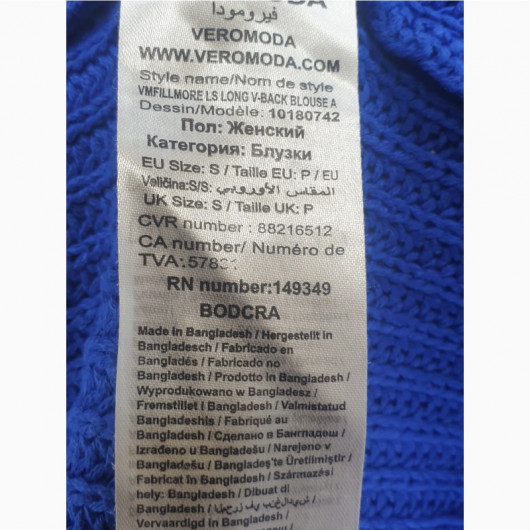 MODA
فيرومودا
VEROMODA
WWW.VEROMODA.COM
Style name/Nom de style
VMFILLMORE LS LONG V-BACK BLOUSE A
Dessin/Modèle: 10180742
Пол: Женский
Категория: Блузки
EU Size: S / Taille EU: P / EU
Veličina:S/S: المقاس الأوروبي
UK Size: S / Taille UK: P
CVR number : 88216512
CA number/ Numéro de
TVA:.5783
RN number:149349
BODCRA
Made in Bangladesh / Hergestellt in
Bangladesch / Fabricado en
Bangladés / Fabricado no
Bangladesh / Prodotto in Bangladesh /
Wyprodukowano w Bangladesz /
Fremstillet i Bangladesh / Valmistatud
Bangladeshis / Fabriqué au
Bangladesh / Сделано в Бангладеш /
Izrađeno u Bangladešu / Narejeno v
Bangladešu / Bangladeş'te Üretilmiştir /
Fabricat în Bangladesh / Származási
hely: Bangladesh / Dibuat di
Bangladesh /
Vervaardigd in Bangladesh